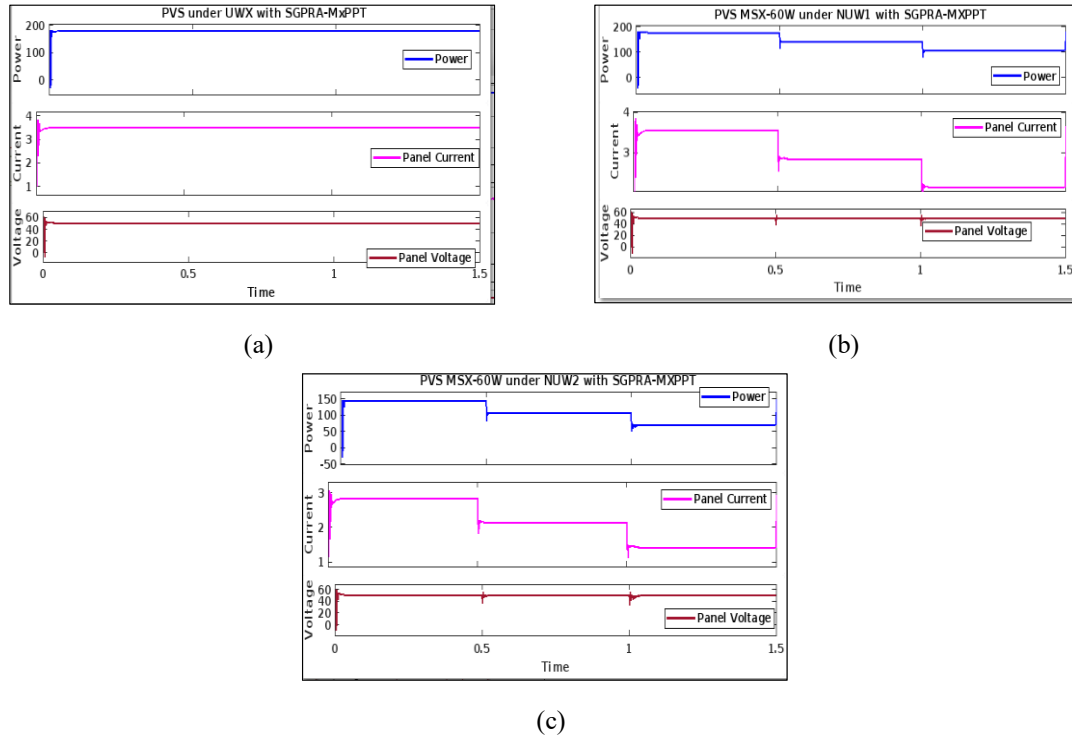 PVS under UWX with SGPRA-MxPPT
200
100
0
Power
Power
4
3
2
1
Current
Panel Current
60
40
20
0
Voltage
Panel Voltage
0 0.5 1 1.5
Time
(a)
PVS MSX-60W under NUW1 with SGPRA-MXPPT
200
100
0
Power
Power
4
3
Current
Panel Current
60
40
20
0
Voltage
Panel Voltage
0 0.5 1 1.5
Time
(b)
PVS MSX-60W under NUW2 with SGPRA-MXPPT
150
100
50
0
-50
Power
Power
3
2
1
Current
Panel Current
60
40
20
0
Voltage
Panel Voltage
0 0.5 1 1.5
Time
(c)